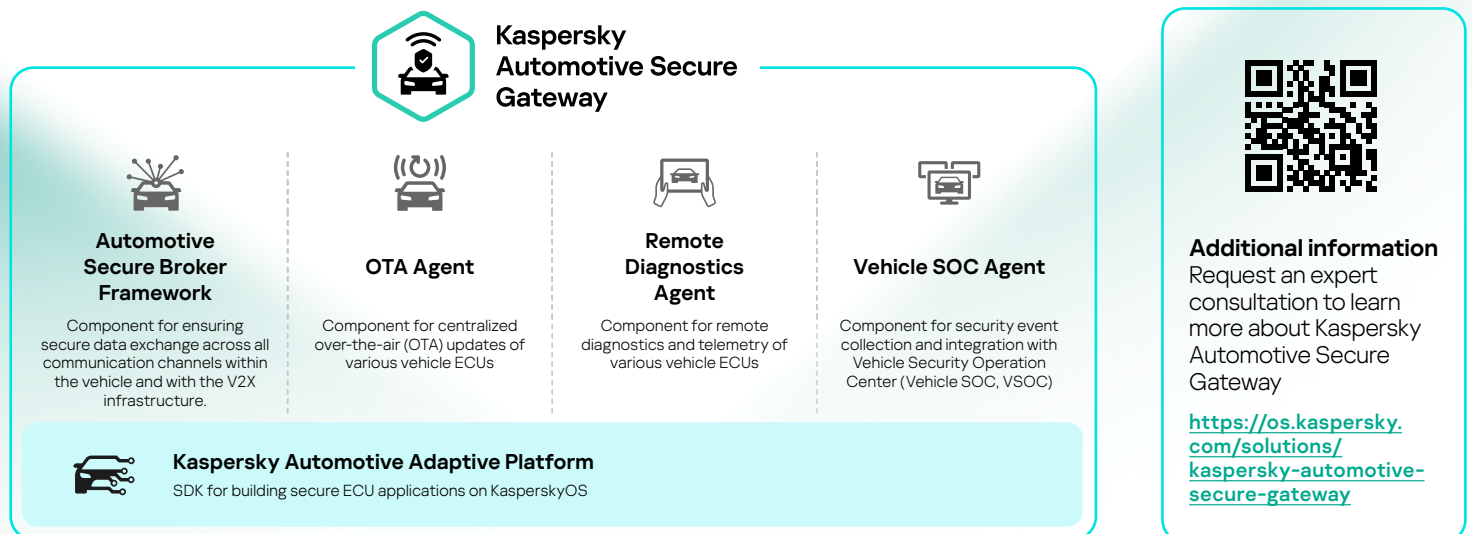 Kaspersky
Automotive Secure
Gateway
Automotive
Secure Broker
Framework
Component for ensuring
secure data exchange across all
communication channels within
the vehicle and with the V2X
infrastructure.
OTA Agent
Component for centralized
over-the-air (OTA) updates of
various vehicle ECUs
Remote
Diagnostics
Agent
Component for remote
diagnostics and telemetry of
various vehicle ECUs
Vehicle SOC Agent
Component for security event
collection and integration with
Vehicle Security Operation
Center (Vehicle SOC, VSOC)
Kaspersky Automotive Adaptive Platform
SDK for building secure ECU applications on KasperskyOS
Additional information
Request an expert
consultation to learn
more about Kaspersky
Automotive Secure
Gateway
https://os.kaspersky.
com/solutions/
kaspersky-automotive-
secure-gateway